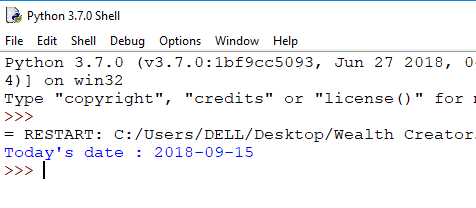 Python 3.7.0 Shell
File Edit Shell Debug Options Window Help
Python 3.7.0 (v3.7.0:1bf9cc5093, Jun 27 2018,
4)] on win32
Type "copyright", "credits" or "license()" for
>>>
= RESTART: C:/Users/DELL/Desktop/Wealth Creator
Today's date : 2018-09-15
>>>